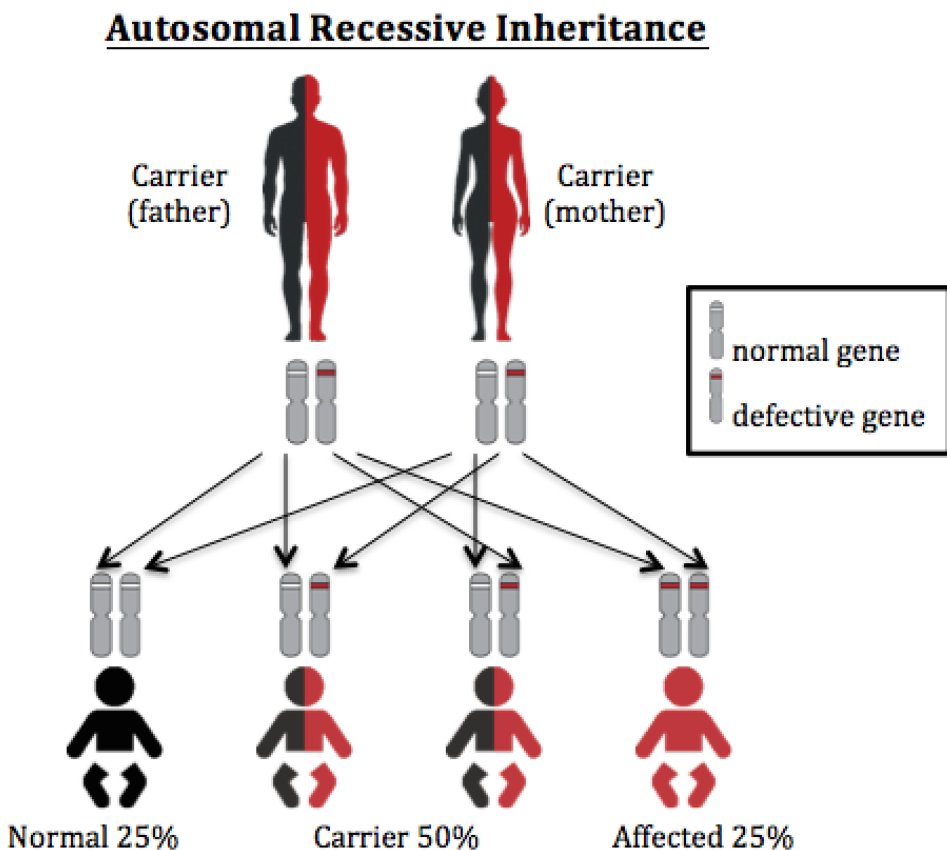 Autosomal Recessive Inheritance
Carrier
(father)
Carrier
(mother)
normal gene
defective gene
Normal 25%
Carrier 50%
Affected 25%